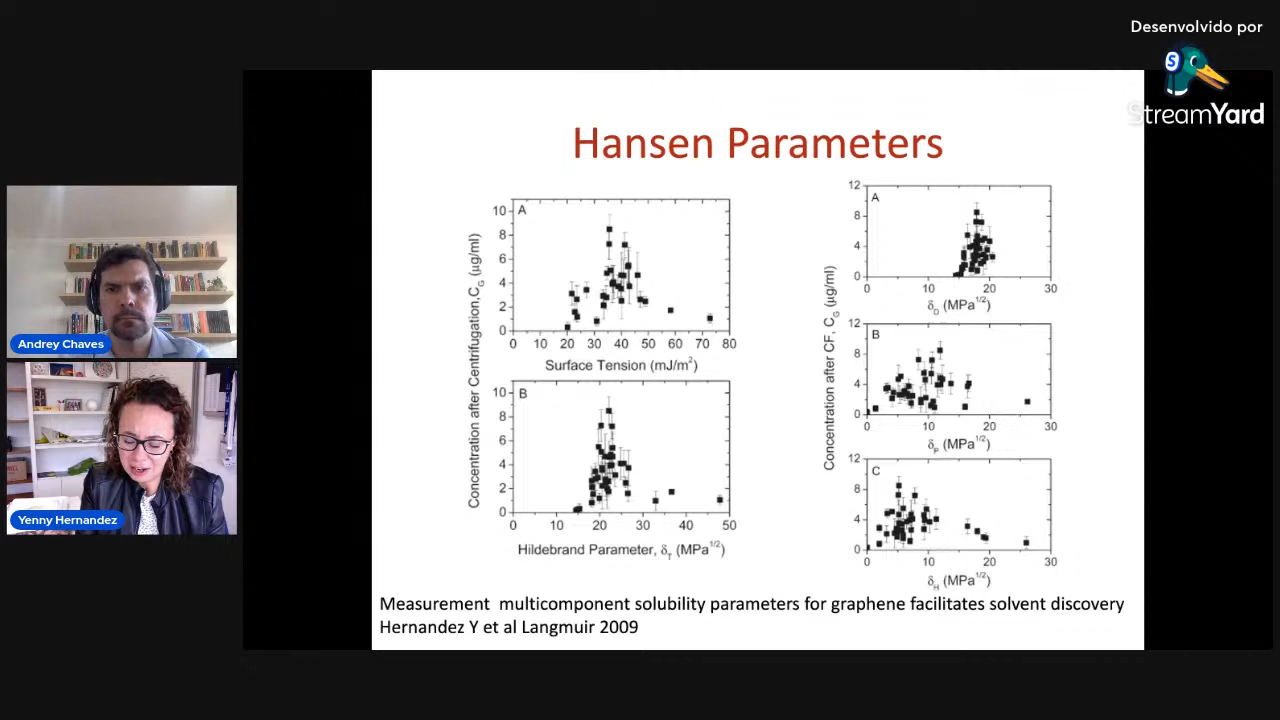 Desenvolvido por
StreamYard
Hansen Parameters
A
10
8
6
4
2
0
0 10 20 30 40 50 60 70 80
Surface Tension (mJ/m²)
Concentration after Centrifugation, C_G (µg/ml)
B
10
8
6
4
2
0
0 10 20 30 40 50
Hildebrand Parameter, δ_T (MPa^1/2)
A
12
8
4
0
0 10 20 30
δ_D (MPa^1/2)
Concentration after CF, C_G (µg/ml)
B
12
8
4
0
0 10 20 30
δ_P (MPa^1/2)
C
12
8
4
0
0 10 20 30
δ_H (MPa^1/2)
Measurement multicomponent solubility parameters for graphene facilitates solvent discovery
Hernandez Y et al Langmuir 2009
Andrey Chaves
Yenny Hernandez